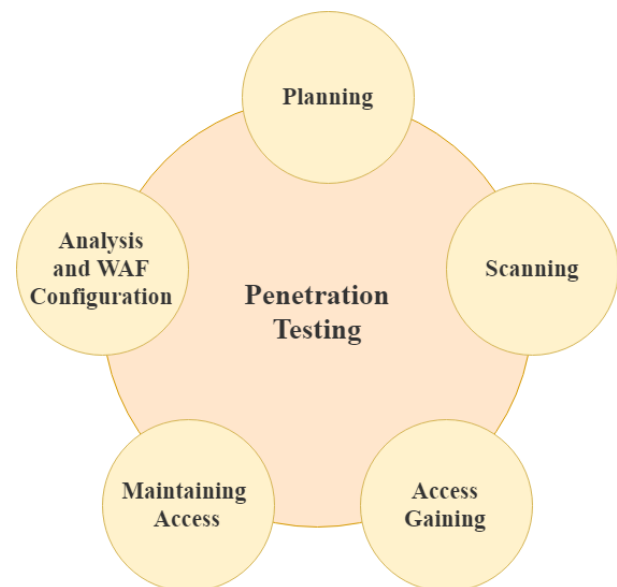 Planning
Analysis
and WAF
Configuration
Scanning
Penetration
Testing
Maintaining
Access
Access
Gaining